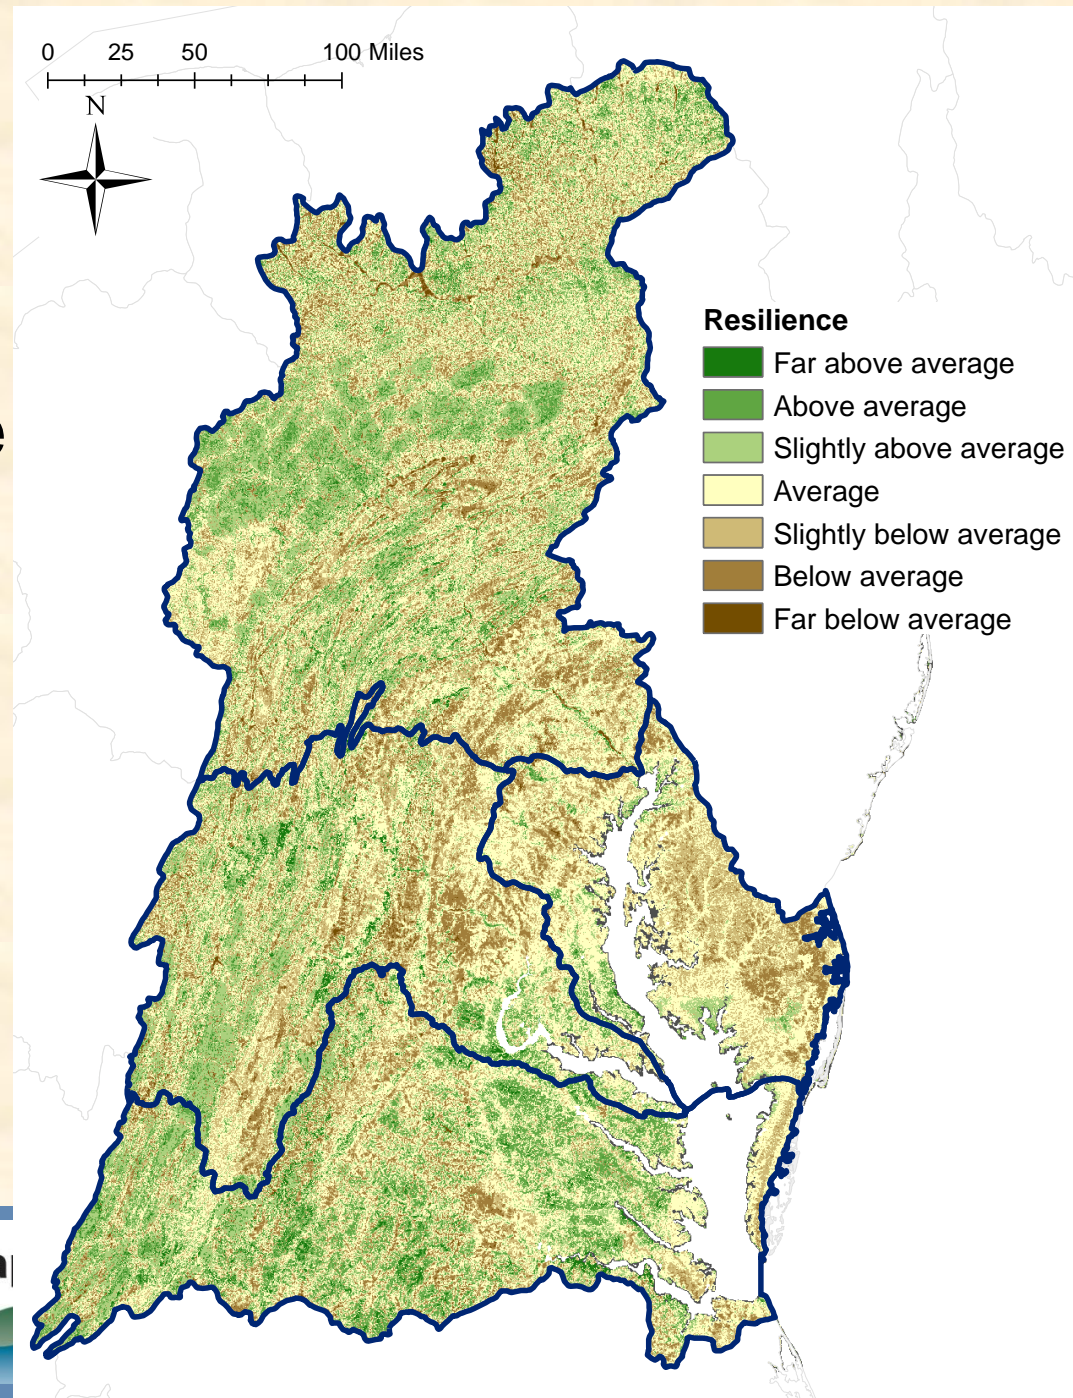 0 25 50 100 Miles
N
Resilience
Far above average
Above average
Slightly above average
Average
Slightly below average
Below average
Far below average
e